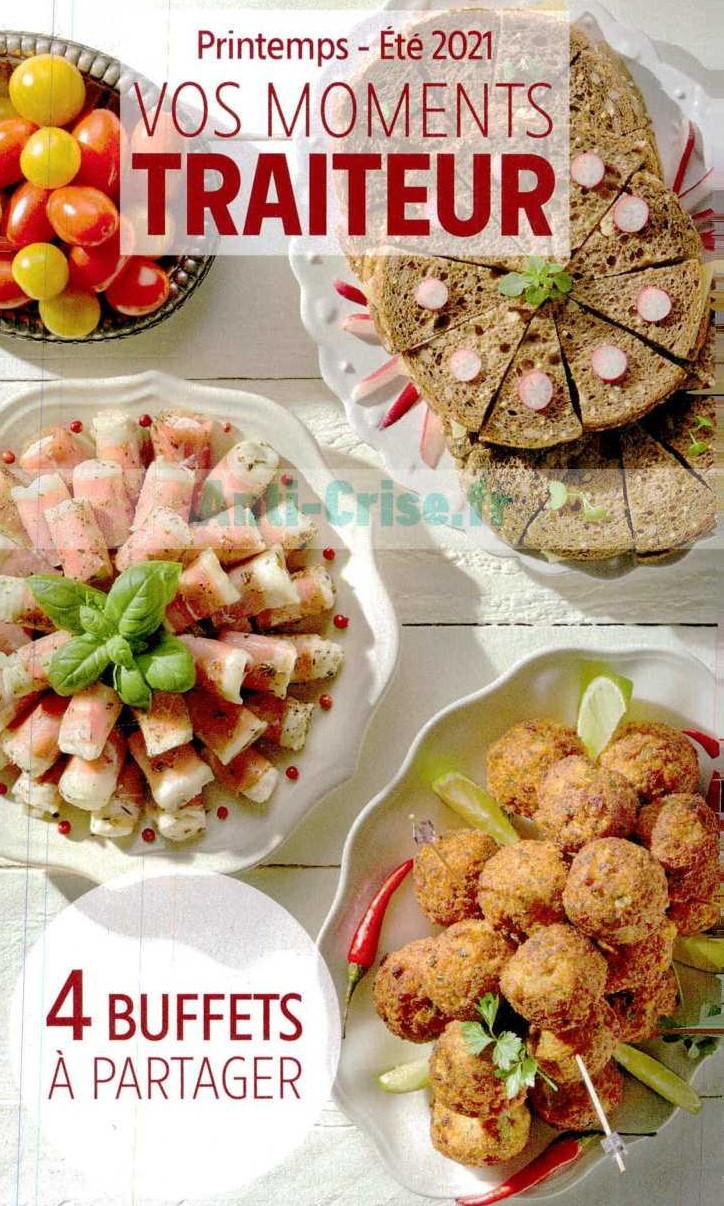 Printemps - Été 2021
VOS MOMENTS
TRAITEUR
Anti-Crise.fr
4 BUFFETS
À PARTAGER